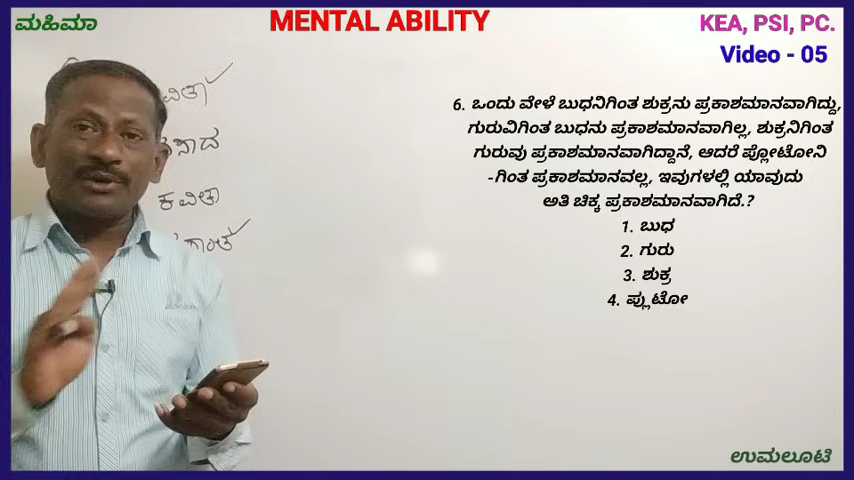 ಮಹಿಮಾ
MENTAL ABILITY
KEA, PSI, PC.
Video - 05
6. ಒಂದು ವೇಳೆ ಬುಧನಿಗಿಂತ ಶುಕ್ರನು ಪ್ರಕಾಶಮಾನವಾಗಿದ್ದು,
ಗುರುವಿಗಿಂತ ಬುಧನು ಪ್ರಕಾಶಮಾನವಾಗಿಲ್ಲ, ಶುಕ್ರನಿಗಿಂತ
ಗುರುವು ಪ್ರಕಾಶಮಾನವಾಗಿದ್ದಾನೆ, ಆದರೆ ಪ್ಲೋಟೋನಿ
-ಗಿಂತ ಪ್ರಕಾಶಮಾನವಲ್ಲ, ಇವುಗಳಲ್ಲಿ ಯಾವುದು
ಅತಿ ಚಿಕ್ಕ ಪ್ರಕಾಶಮಾನವಾಗಿದೆ.?
1. ಬುಧ
2. ಗುರು
3. ಶುಕ್ರ
4. ಪ್ಲುಟೋ
ಕವಿತಾ
ಉಮಲೂಟಿ